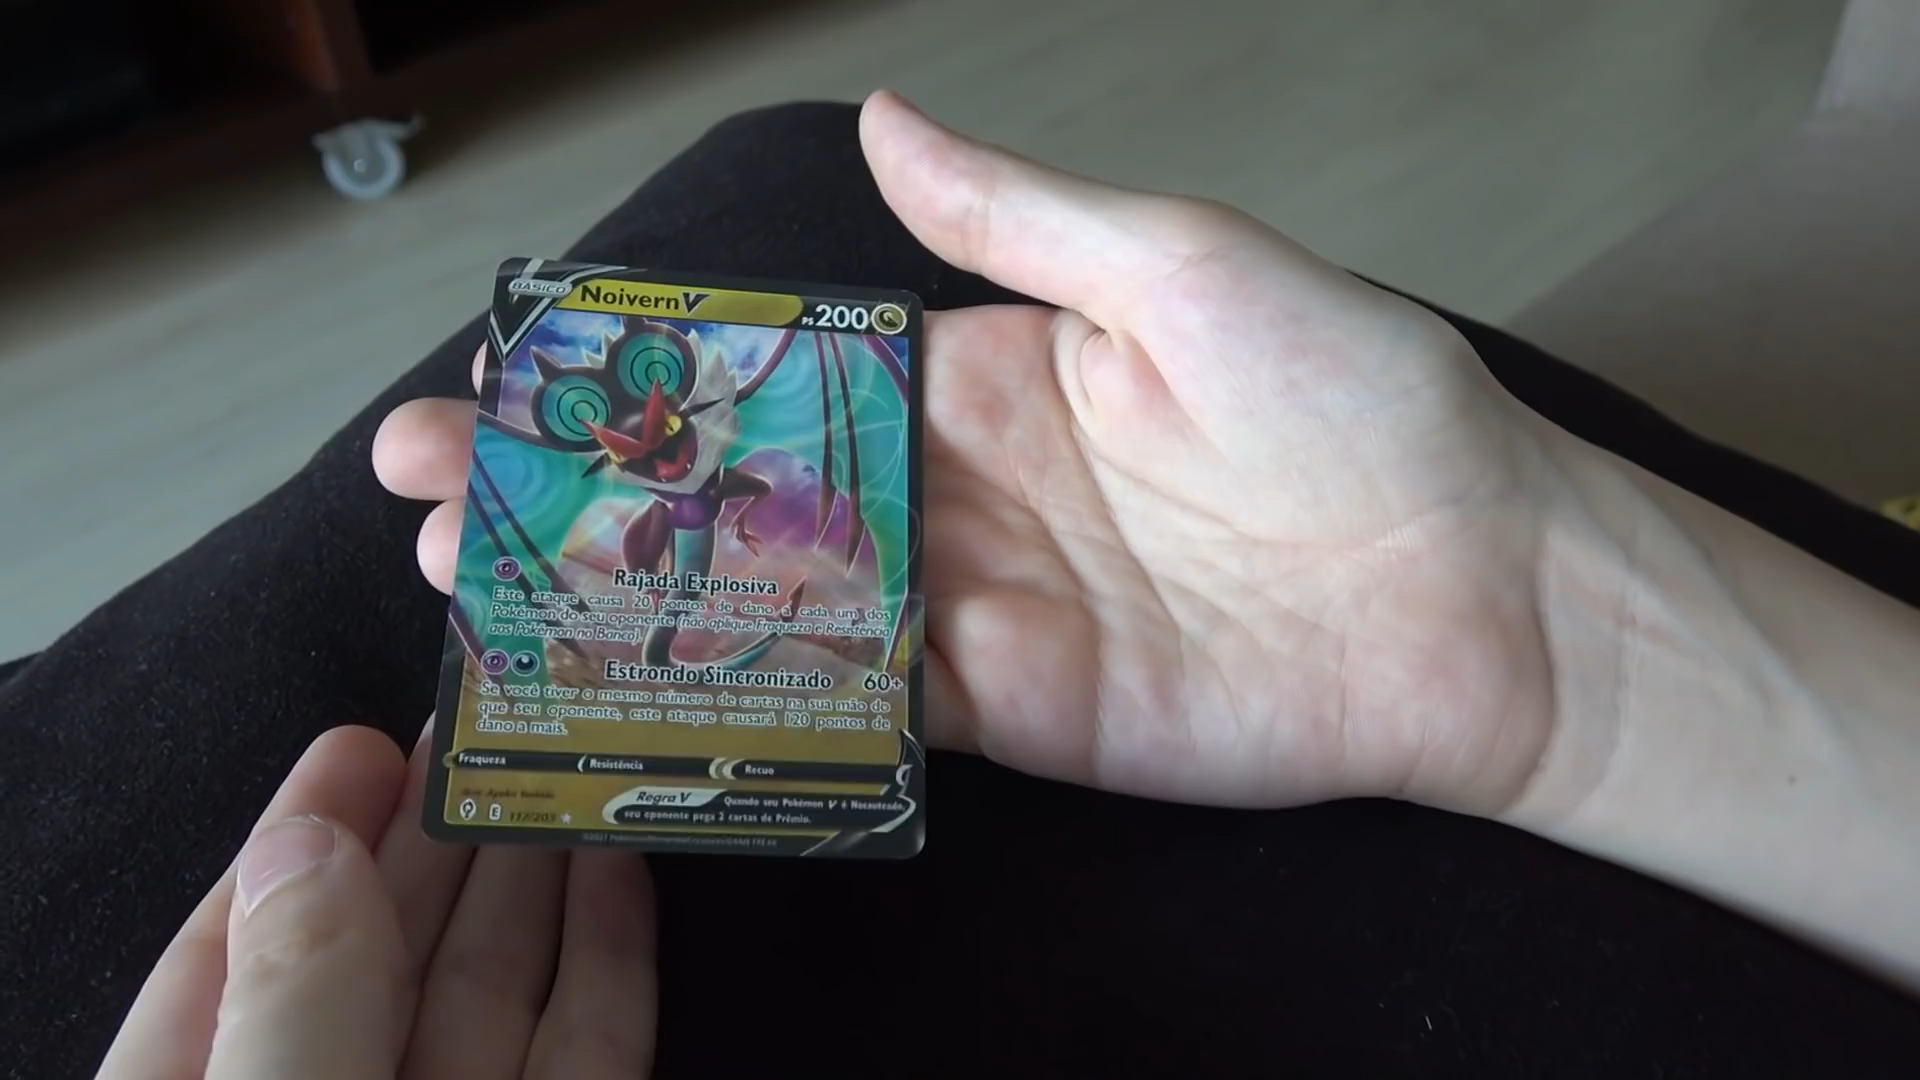 BÁSICO
Noivern V
PS 200
Rajada Explosiva
Este ataque causa 20 pontos de dano a cada um dos
Pokémon do seu oponente (não aplique Fraqueza e Resistência
aos Pokémon no Banco).
Estrondo Sincronizado 60+
Se você tiver o mesmo número de cartas na sua mão do
que seu oponente, este ataque causará 120 pontos de
dano a mais.
Fraqueza Resistência Recuo
Regra V Quando seu Pokémon V é Nocauteado,
seu oponente pega 2 cartas de Prêmio.
E 117/203